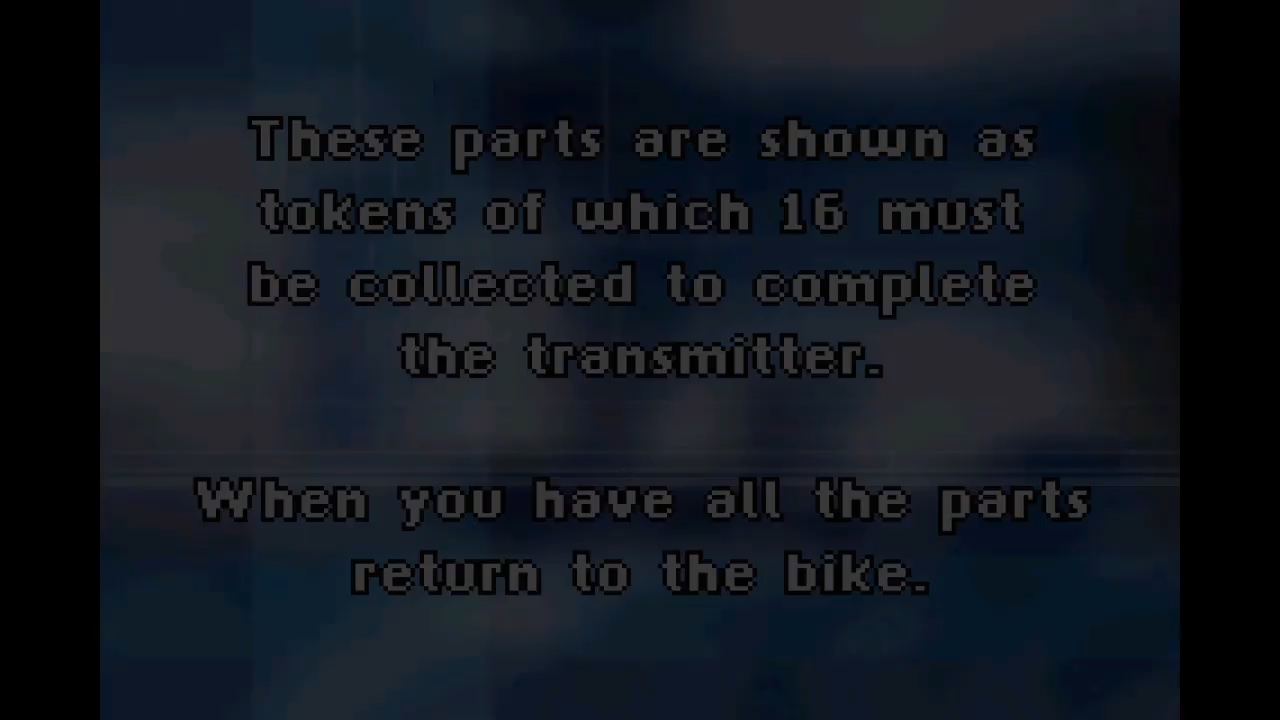 These parts are shown as
tokens of which 16 must
be collected to complete
the transmitter.
When you have all the parts
return to the bike.